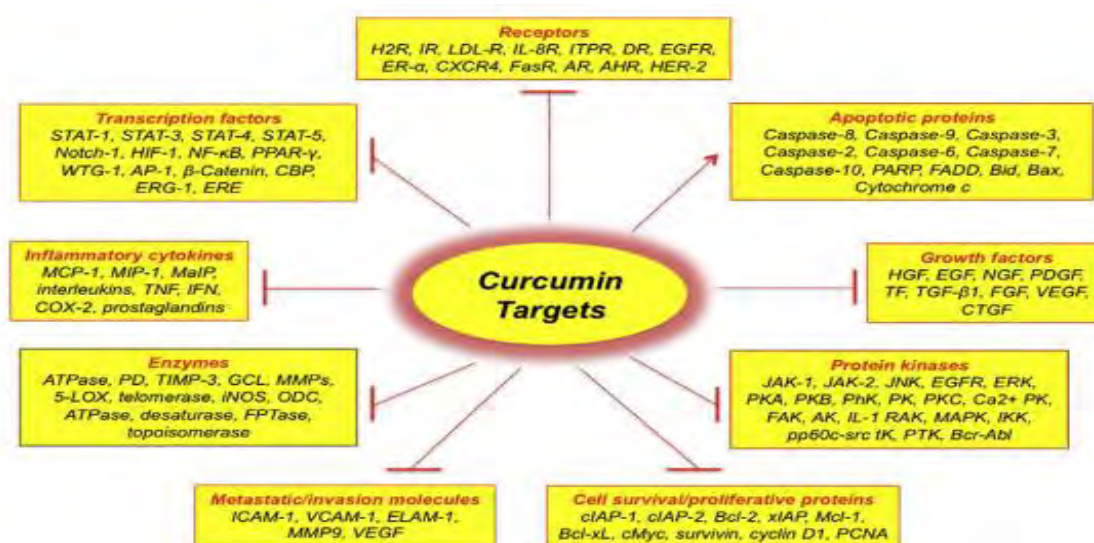 Receptors
H2R, IR, LDL-R, IL-8R, ITPR, DR, EGFR,
ER-α, CXCR4, FasR, AR, AHR, HER-2
Transcription factors
STAT-1, STAT-3, STAT-4, STAT-5,
Notch-1, HIF-1, NF-κB, PPAR-γ,
WTG-1, AP-1, β-Catenin, CBP,
ERG-1, ERE
Apoptotic proteins
Caspase-8, Caspase-9, Caspase-3,
Caspase-2, Caspase-6, Caspase-7,
Caspase-10, PARP, FADD, Bid, Bax,
Cytochrome c
Inflammatory cytokines
MCP-1, MIP-1, MaIP,
interleukins, TNF, IFN,
COX-2, prostaglandins
Curcumin
Targets
Growth factors
HGF, EGF, NGF, PDGF,
TF, TGF-β1, FGF, VEGF,
CTGF
Enzymes
ATPase, PD, TIMP-3, GCL, MMPs,
5-LOX, telomerase, iNOS, ODC,
ATPase, desaturase, FPTase,
topoisomerase
Protein kinases
JAK-1, JAK-2, JNK, EGFR, ERK,
PKA, PKB, PhK, PK, PKC, Ca2+ PK,
FAK, AK, IL-1 RAK, MAPK, IKK,
pp60c-src tK, PTK, Bcr-Abl
Metastatic/invasion molecules
ICAM-1, VCAM-1, ELAM-1,
MMP9, VEGF
Cell survival/proliferative proteins
cIAP-1, cIAP-2, Bcl-2, xIAP, Mcl-1,
Bcl-xL, cMyc, survivin, cyclin D1, PCNA